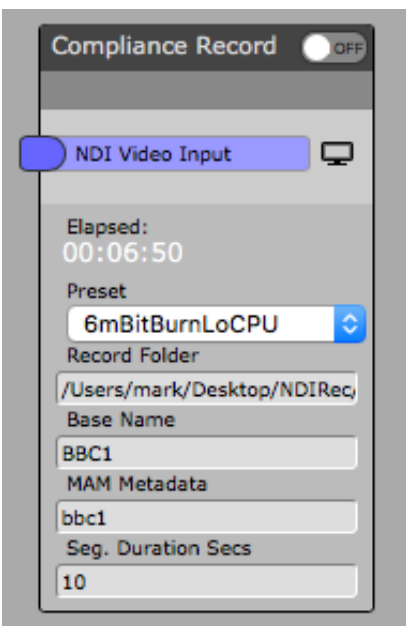 Compliance Record OFF
NDI Video Input
Elapsed:
00:06:50
Preset
6mBitBurnLoCPU
Record Folder
/Users/mark/Desktop/NDIRec/
Base Name
BBC1
MAM Metadata
bbc1
Seg. Duration Secs
10